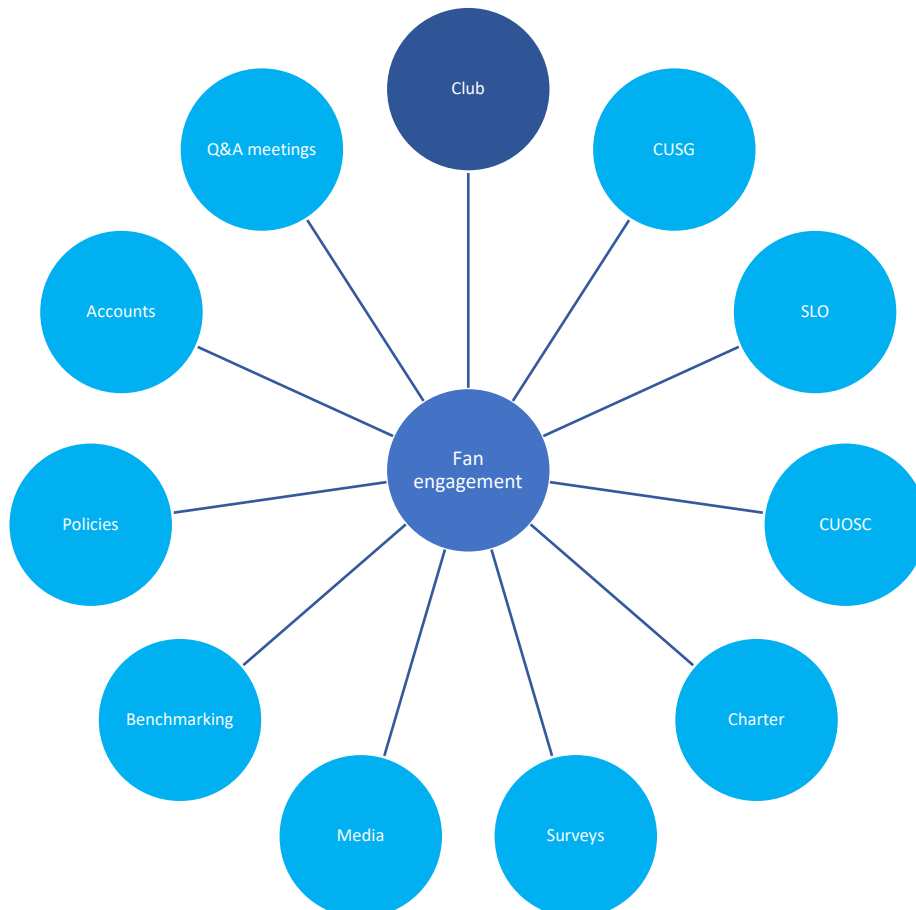 Club
CUSG
SLO
CUOSC
Charter
Surveys
Media
Benchmarking
Policies
Accounts
Q&A meetings
Fan
engagement